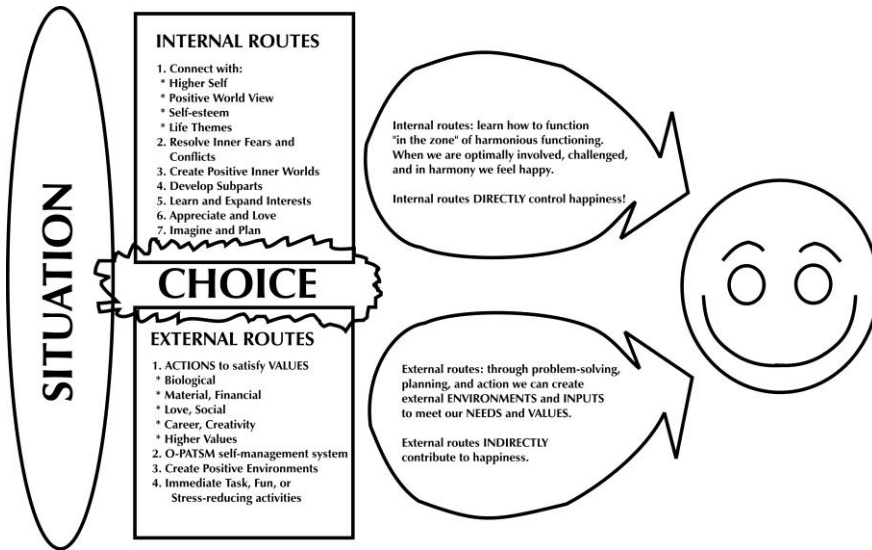 SITUATION
INTERNAL ROUTES
1. Connect with:
* Higher Self
* Positive World View
* Self-esteem
* Life Themes
2. Resolve Inner Fears and
Conflicts
3. Create Positive Inner Worlds
4. Develop Subparts
5. Learn and Expand Interests
6. Appreciate and Love
7. Imagine and Plan
CHOICE
EXTERNAL ROUTES
1. ACTIONS to satisfy VALUES
* Biological
* Material, Financial
* Love, Social
* Career, Creativity
* Higher Values
2. O-PATSM self-management system
3. Create Positive Environments
4. Immediate Task, Fun, or
Stress-reducing activities
Internal routes: learn how to function
"in the zone" of harmonious functioning.
When we are optimally involved, challenged,
and in harmony we feel happy.
Internal routes DIRECTLY control happiness!
External routes: through problem-solving,
planning, and action we can create
external ENVIRONMENTS and INPUTS
to meet our NEEDS and VALUES.
External routes INDIRECTLY
contribute to happiness.